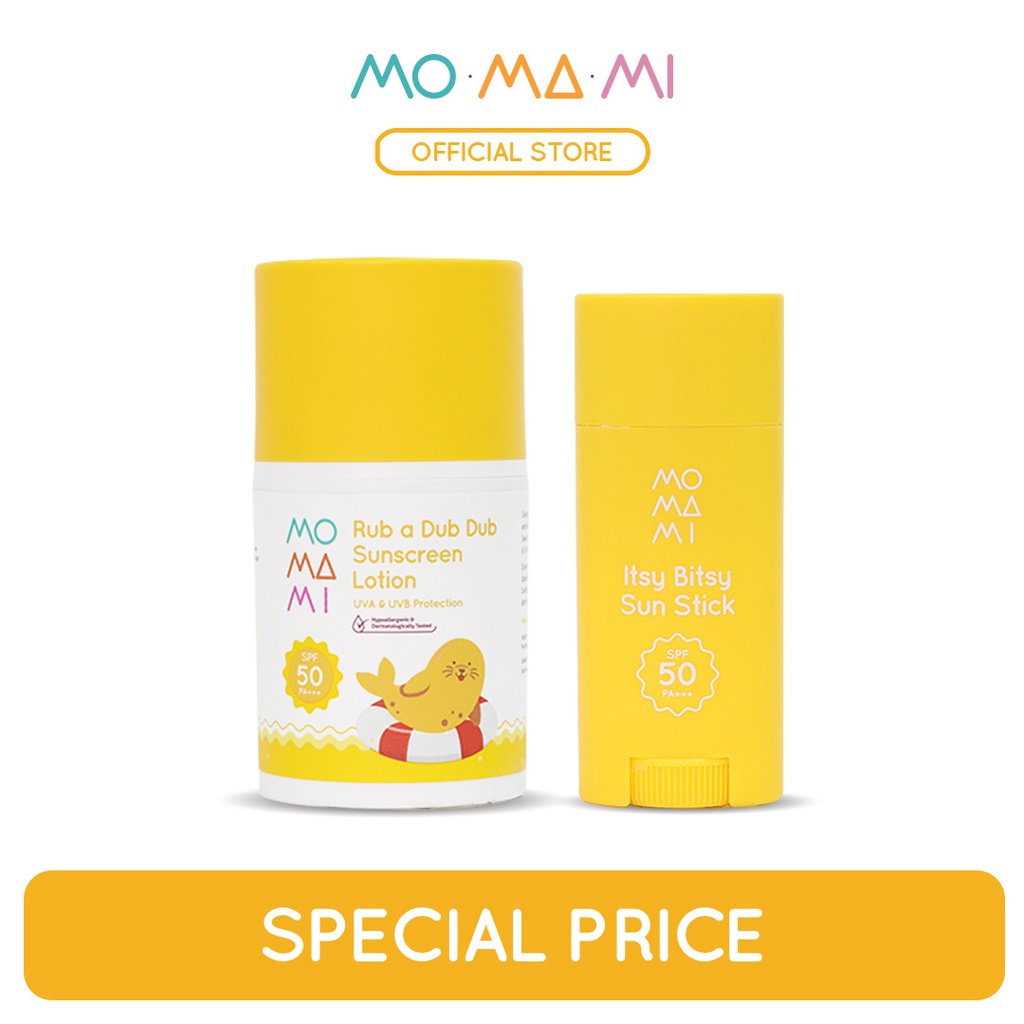 MO·MA·MI
OFFICIAL STORE
MO
MA
MI
Rub a Dub Dub
Sunscreen
Lotion
UVA & UVB Protection
Hypoallergenic &
Dermatologically Tested
SPF
50
PA+++
MO
MA
MI
Itsy Bitsy
Sun Stick
SPF
50
PA+++
SPECIAL PRICE